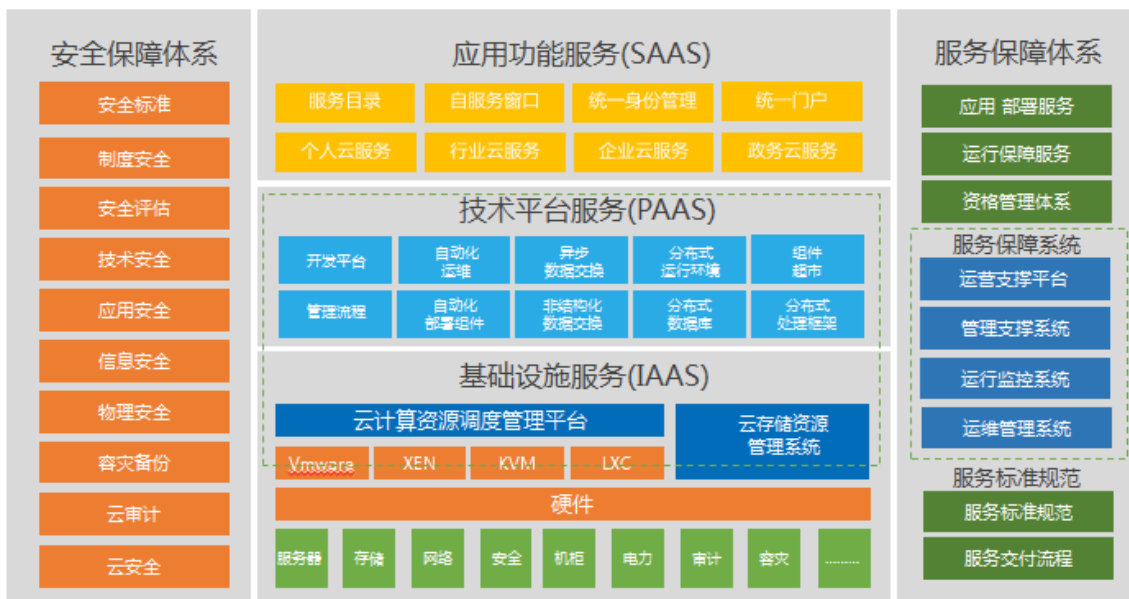 安全保障体系
安全标准
制度安全
安全评估
技术安全
应用安全
信息安全
物理安全
容灾备份
云审计
云安全
应用功能服务(SAAS)
服务目录
自服务窗口
统一身份管理
统一门户
个人云服务
行业云服务
企业云服务
政务云服务
技术平台服务(PAAS)
开发平台
自动化
运维
异步
数据交换
分布式
运行环境
组件
超市
管理流程
自动化
部署组件
非结构化
数据交换
分布式
数据库
分布式
处理框架
基础设施服务(IAAS)
云计算资源调度管理平台
云存储资源
管理系统
Vmwara
XEN
KVM
LXC
硬件
服务器
存储
网络
安全
机柜
电力
审计
容灾
.........
服务保障体系
应用 部署服务
运行保障服务
资格管理体系
服务保障系统
运营支撑平台
管理支撑系统
运行监控系统
运维管理系统
服务标准规范
服务标准规范
服务交付流程